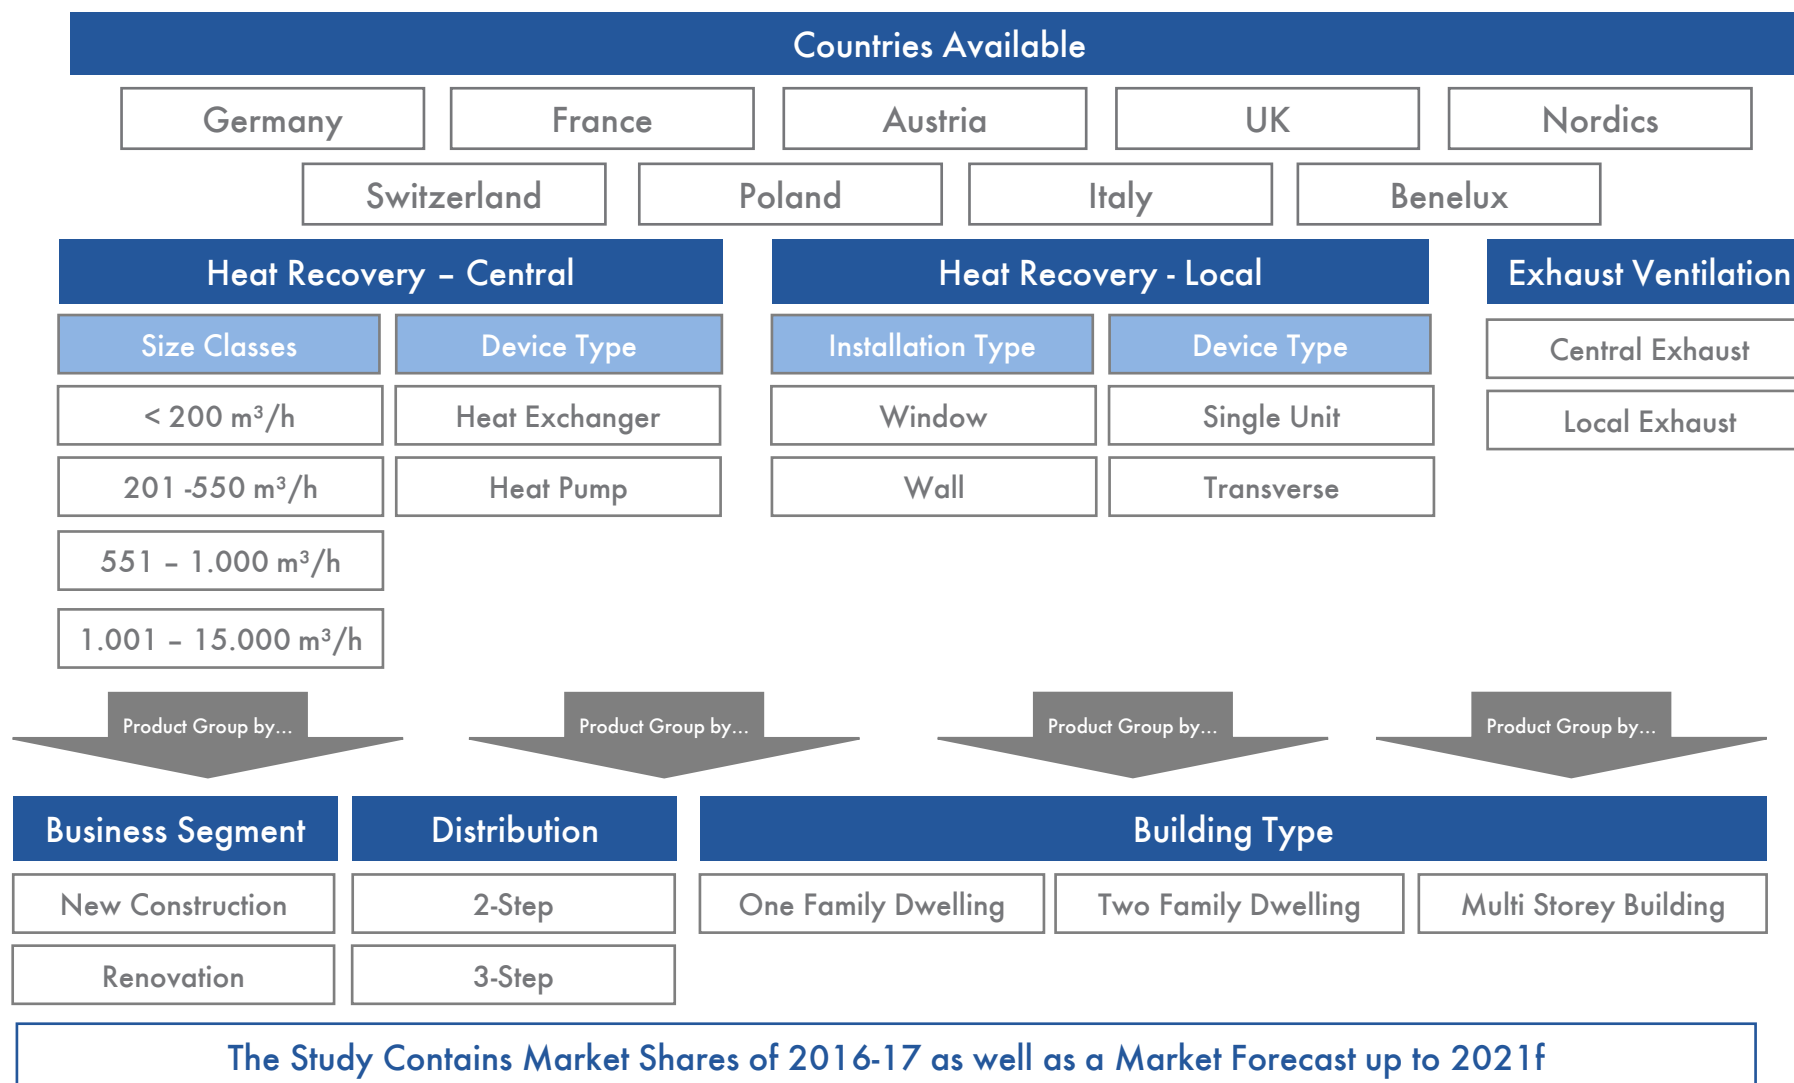 Countries Available
Germany
France
Austria
UK
Nordics
Switzerland
Poland
Italy
Benelux
Heat Recovery – Central
Heat Recovery - Local
Exhaust Ventilation
Size Classes
Device Type
Installation Type
Device Type
Central Exhaust
< 200 m³/h
Heat Exchanger
Window
Single Unit
Local Exhaust
201 -550 m³/h
Heat Pump
Wall
Transverse
551 – 1.000 m³/h
1.001 – 15.000 m³/h
Product Group by...
Product Group by...
Product Group by...
Product Group by...
Business Segment
Distribution
Building Type
New Construction
2-Step
One Family Dwelling
Two Family Dwelling
Multi Storey Building
Renovation
3-Step
The Study Contains Market Shares of 2016-17 as well as a Market Forecast up to 2021f